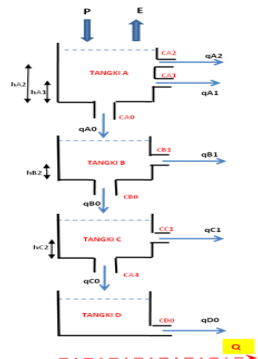 P E
CA2
qA2
TANGKI A
hA2
CA1
hA1
qA1
CA0
qA0
CB1
qB1
TANGKI B
hB2
CB0
qB0
CC1
qC1
TANGKI C
hC2
CA4
qC0
TANGKI D
CD0
qD0
Q